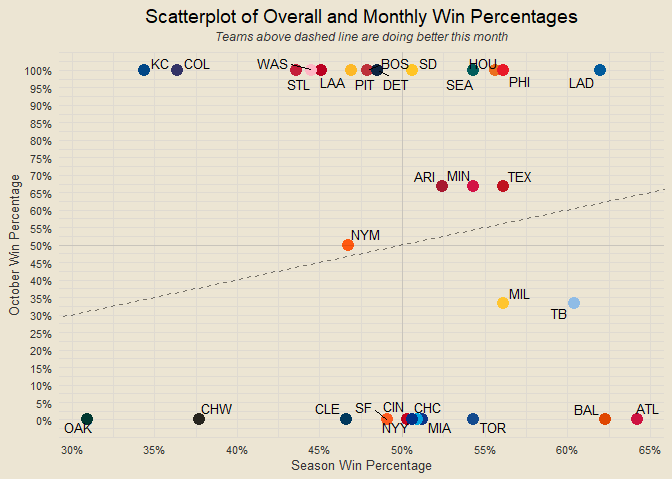 Scatterplot of Overall and Monthly Win Percentages
Teams above dashed line are doing better this month
October Win Percentage
100%
95%
90%
85%
80%
75%
70%
65%
60%
55%
50%
45%
40%
35%
30%
25%
20%
15%
10%
5%
0%
KC
COL
WAS
STL
LAA
PIT
BOS
DET
SD
SEA
HOU
PHI
LAD
ARI
MIN
TEX
NYM
MIL
TB
OAK
CHW
CLE
SF
CIN
NYY
CHC
MIA
TOR
BAL
ATL
30%
35%
40%
45%
50%
55%
60%
65%
Season Win Percentage